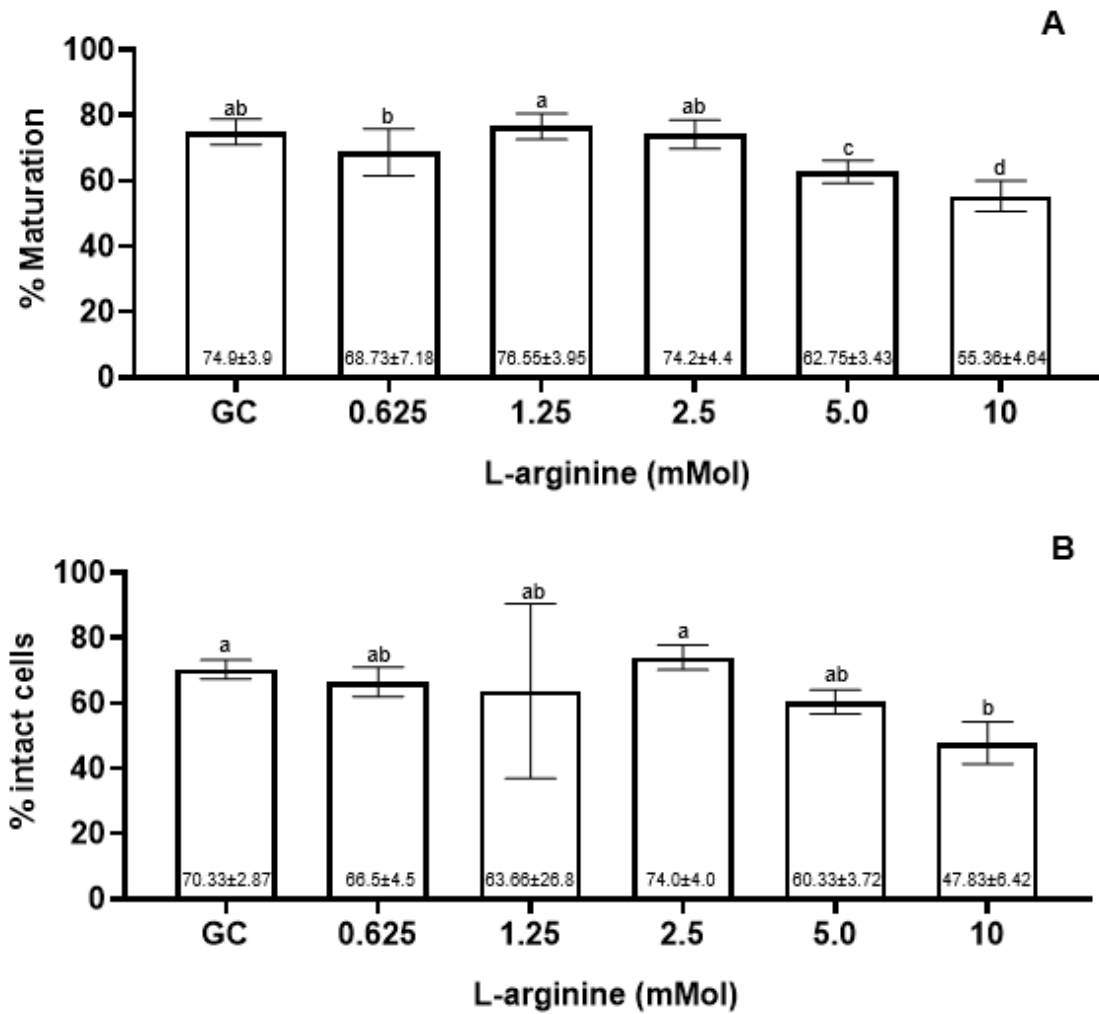 A
100
80
60
40
20
0
% Maturation
ab b a ab c d
74.9±3.9 68.73±7.18 76.55±3.95 74.2±4.4 62.75±3.43 55.36±4.64
GC 0.625 1.25 2.5 5.0 10
L-arginine (mMol)
B
100
80
60
40
20
0
% intact cells
a ab ab a ab b
70.33±2.87 66.5±4.5 63.66±26.8 74.0±4.0 60.33±3.72 47.83±6.42
GC 0.625 1.25 2.5 5.0 10
L-arginine (mMol)